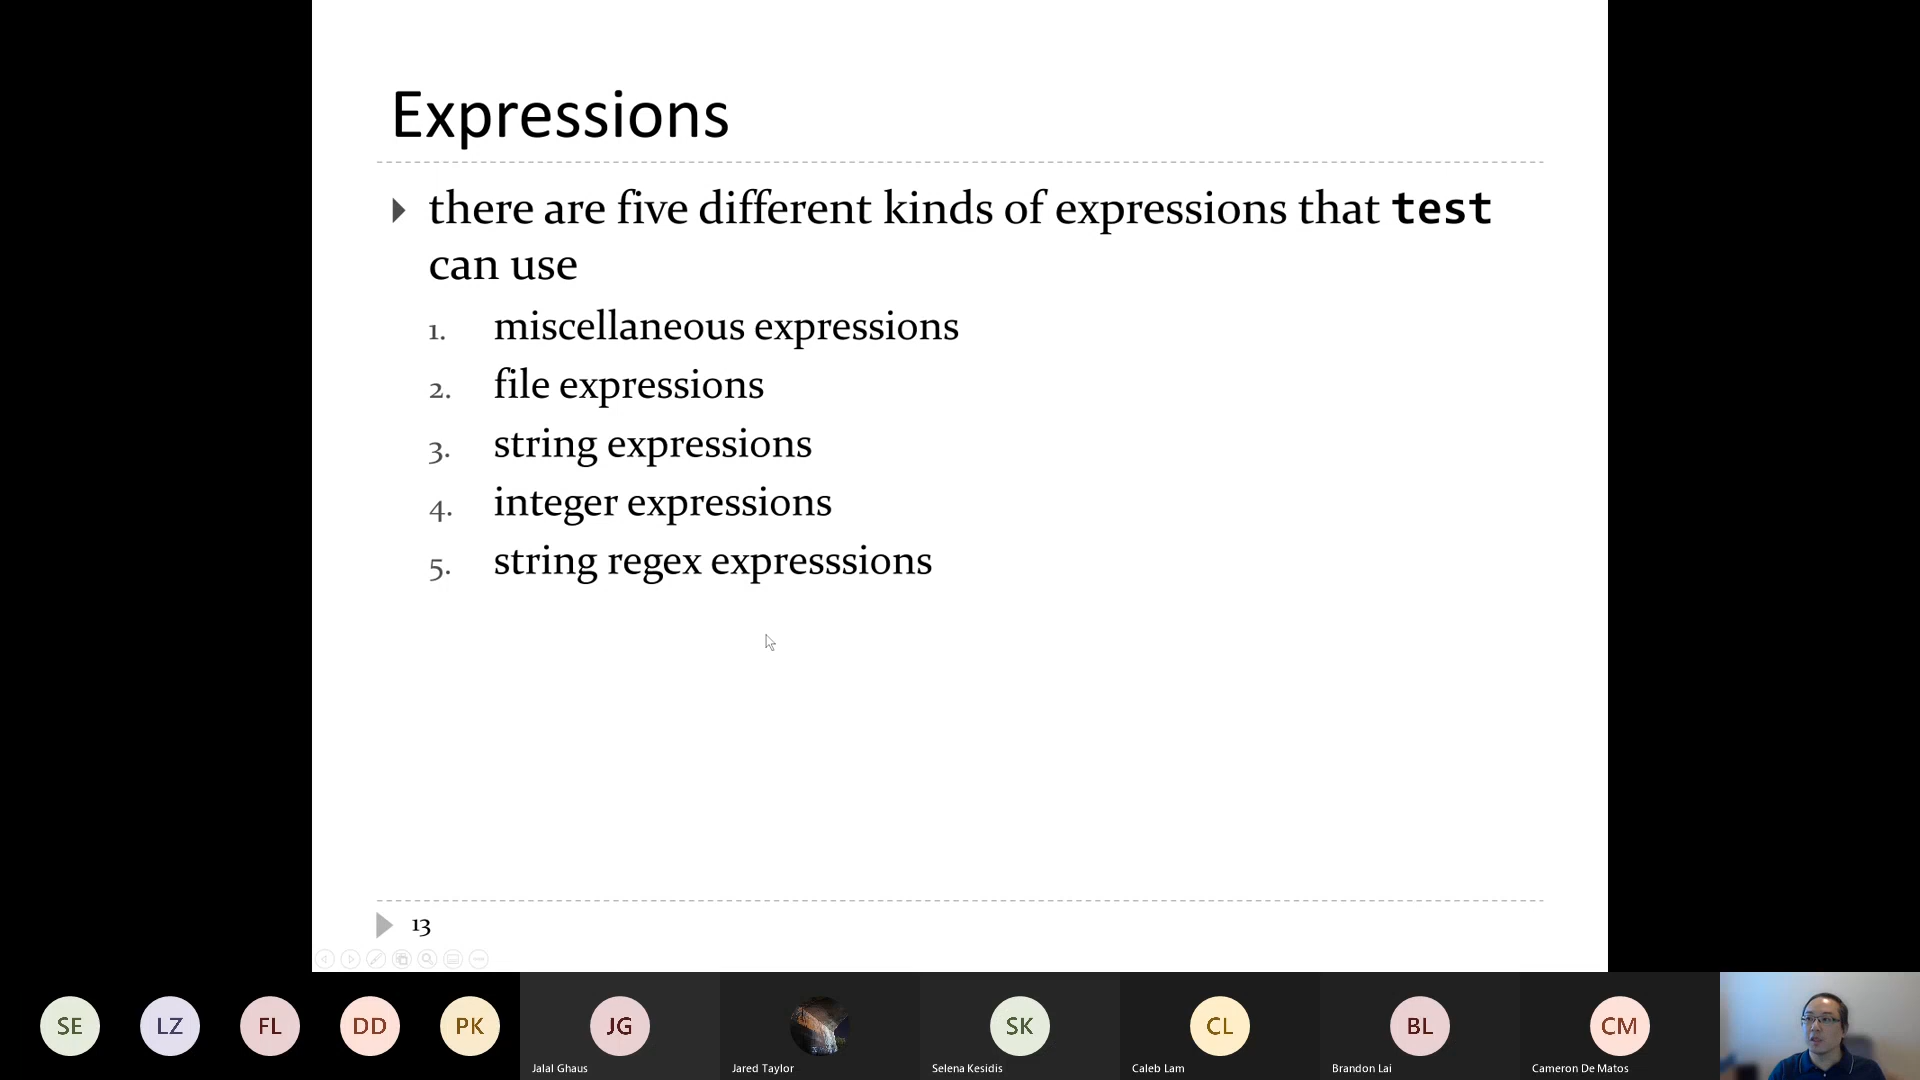 Expressions
there are five different kinds of expressions that test
can use
1. miscellaneous expressions
2. file expressions
3. string expressions
4. integer expressions
5. string regex expresssions
13
SE LZ FL DD PK JG SK CL BL CM
Jalal Ghaus Jared Taylor Selena Kesidis Caleb Lam Brandon Lai Cameron De Matos